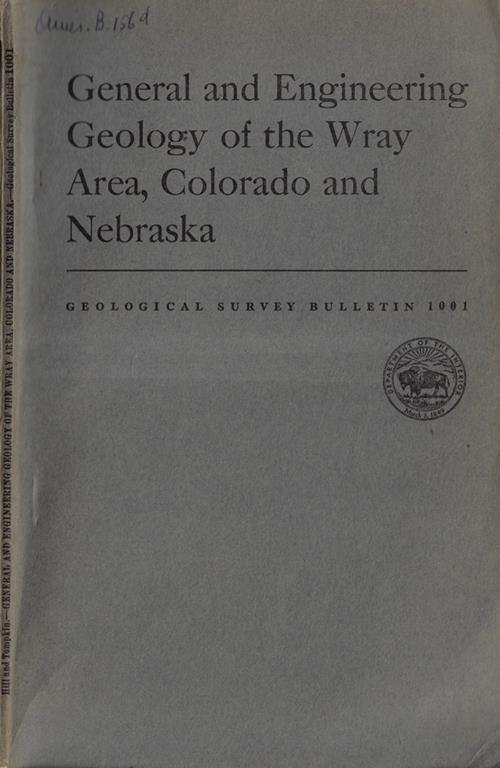 General and Engineering
Geology of the Wray
Area, Colorado and
Nebraska
GEOLOGICAL SURVEY BULLETIN 1001
DEPARTMENT OF THE INTERIOR
March 3, 1849
Hill and Tompkin.—GENERAL AND ENGINEERING GEOLOGY OF THE WRAY AREA, COLORADO AND NEBRASKA.—Geological Survey Bulletin 1001